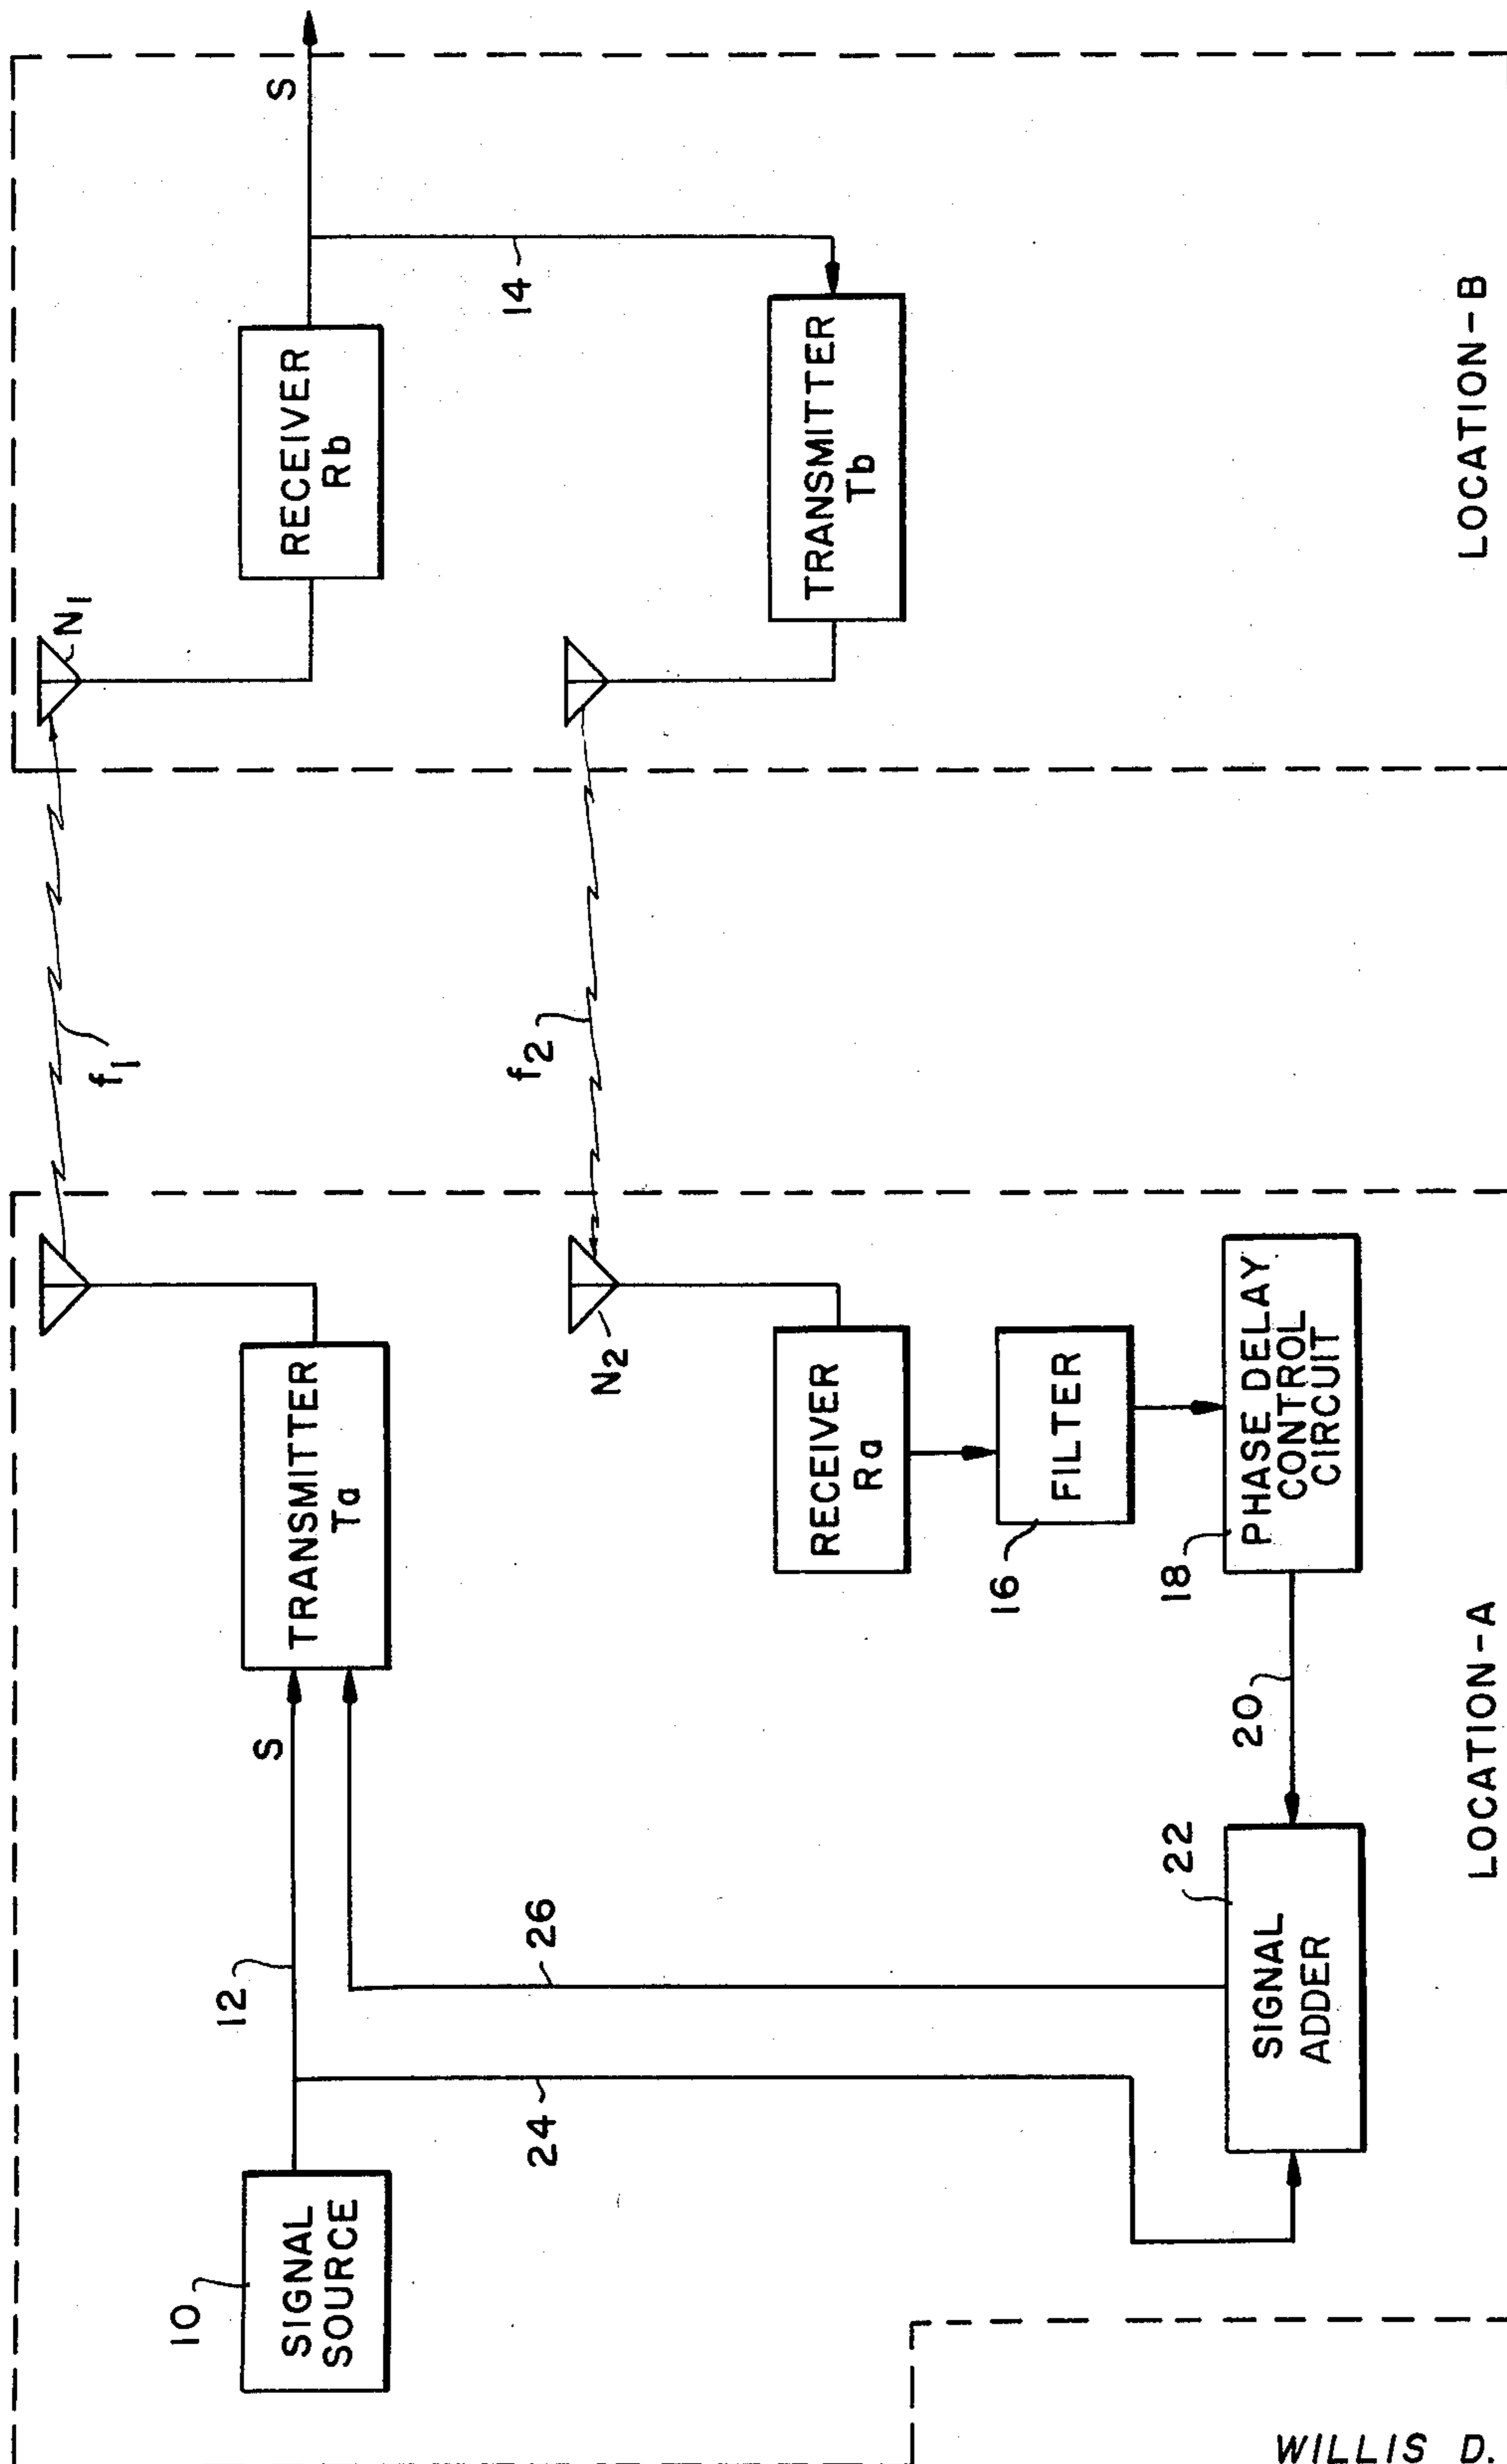 10
SIGNAL
SOURCE
12
S
TRANSMITTER
Ta
24
26
22
SIGNAL
ADDER
20
18
PHASE DELAY
CONTROL
CIRCUIT
16
FILTER
RECEIVER
Ra
N2
LOCATION-A
f1
f2
N1
RECEIVER
Rb
S
14
TRANSMITTER
Tb
LOCATION-B
WILLIS D.